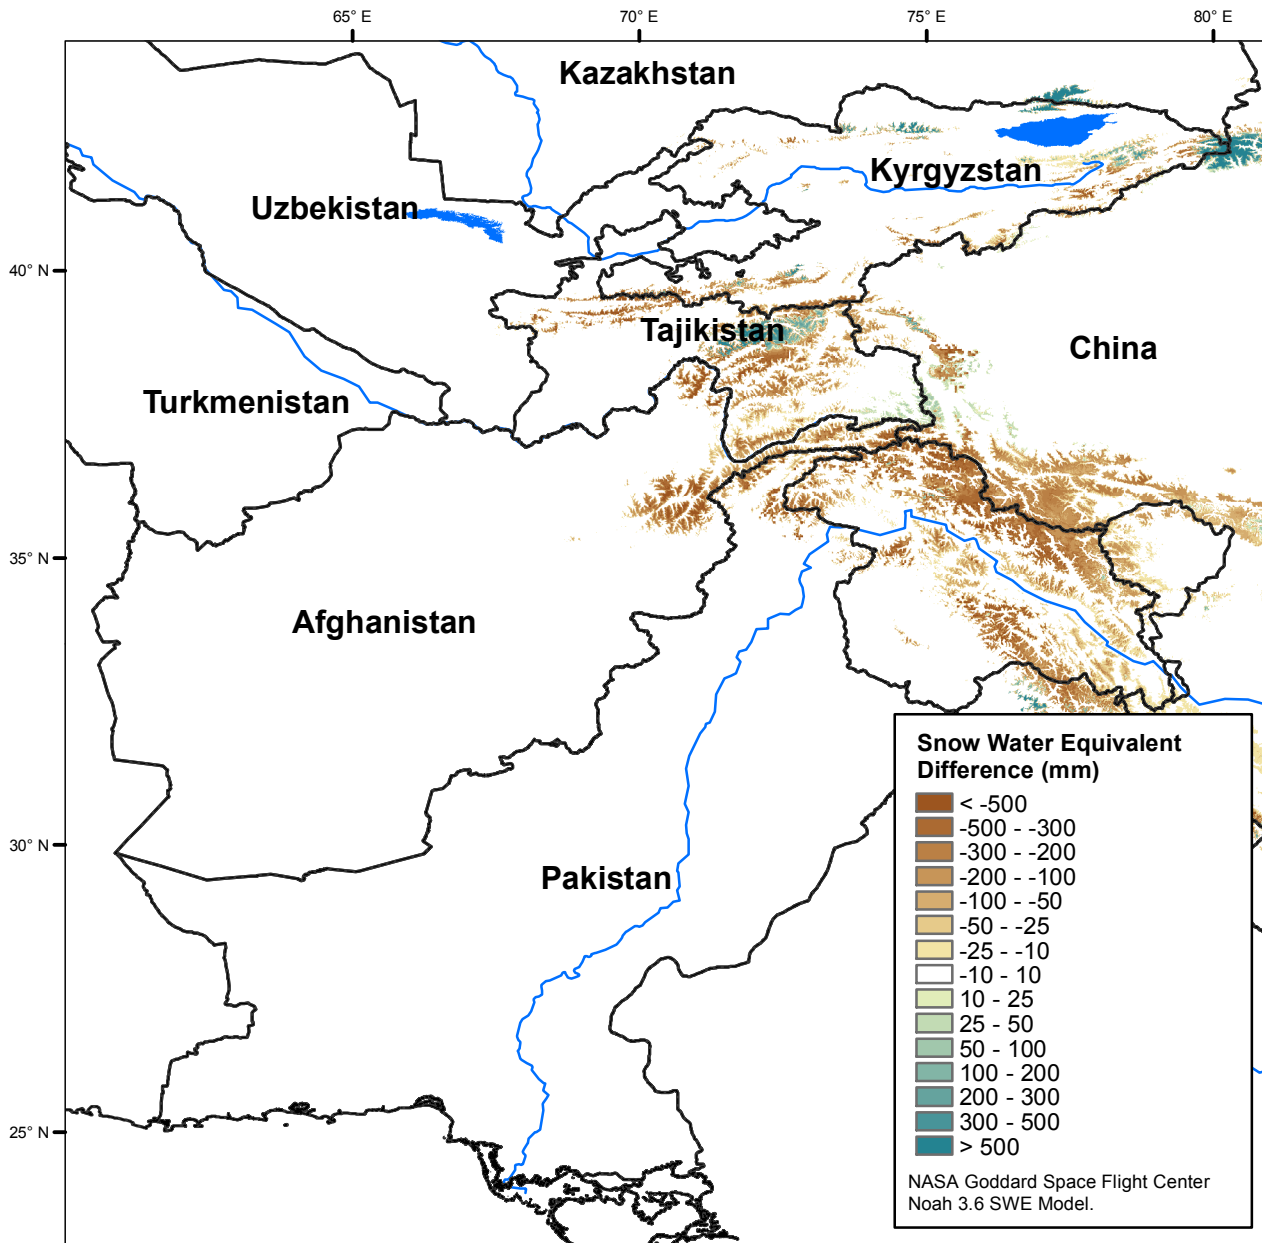 65° E
70° E
75° E
80° E
Kazakhstan
Kyrgyzstan
Uzbekistan
40° N
Tajikistan
China
Turkmenistan
35° N
Afghanistan
Snow Water Equivalent
Difference (mm)
< -500
-500 - -300
-300 - -200
-200 - -100
-100 - -50
-50 - -25
-25 - -10
-10 - 10
10 - 25
25 - 50
50 - 100
100 - 200
200 - 300
300 - 500
> 500
NASA Goddard Space Flight Center
Noah 3.6 SWE Model.
30° N
Pakistan
25° N